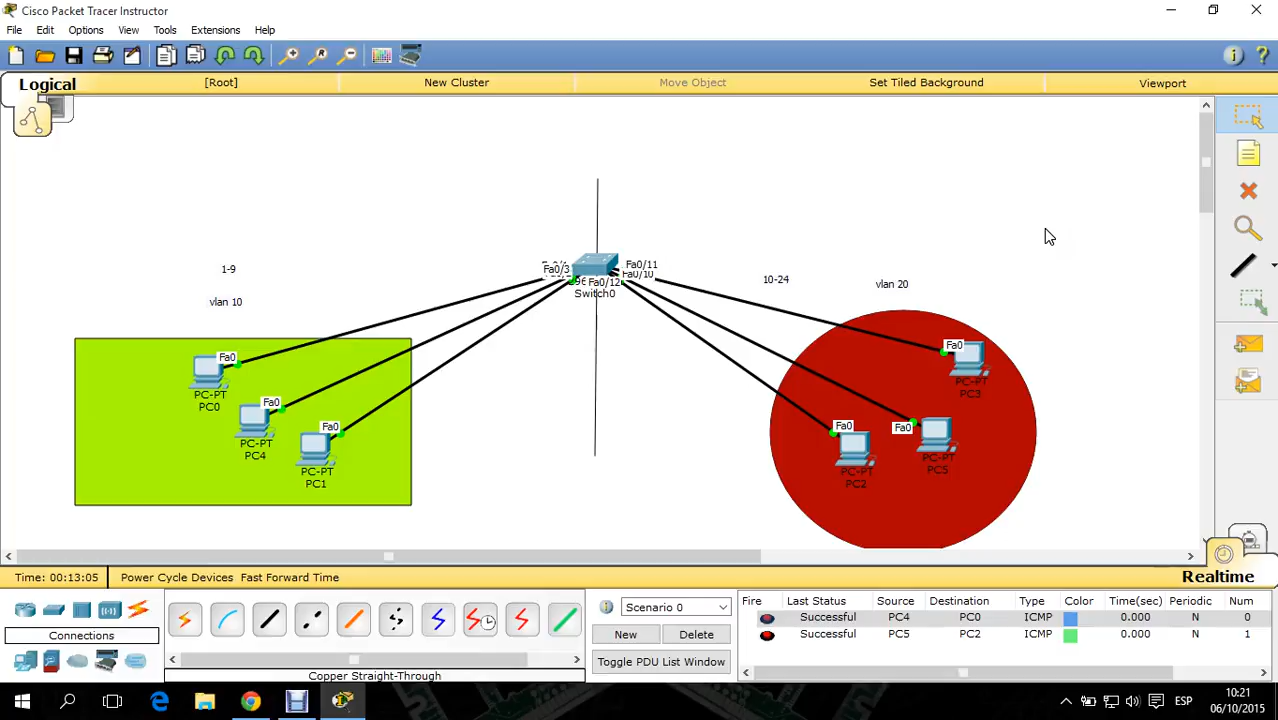 Cisco Packet Tracer Instructor
File Edit Options View Tools Extensions Help
Logical [Root] New Cluster Move Object Set Tiled Background Viewport
1-9
vlan 10
Fa0/3
Fa0/11
Fa0/10
Fa0/12
Switch0
10-24
vlan 20
Fa0
PC-PT
PC0
Fa0
PC-PT
PC4
Fa0
PC-PT
PC1
Fa0
PC-PT
PC3
Fa0
PC-PT
PC2
Fa0
PC-PT
PC5
Time: 00:13:05 Power Cycle Devices Fast Forward Time
Realtime
Connections
Copper Straight-Through
Scenario 0
New Delete
Toggle PDU List Window
Fire Last Status Source Destination Type Color Time(sec) Periodic Num
Successful PC4 PC0 ICMP 0.000 N 0
Successful PC5 PC2 ICMP 0.000 N 1
ESP
10:21
06/10/2015